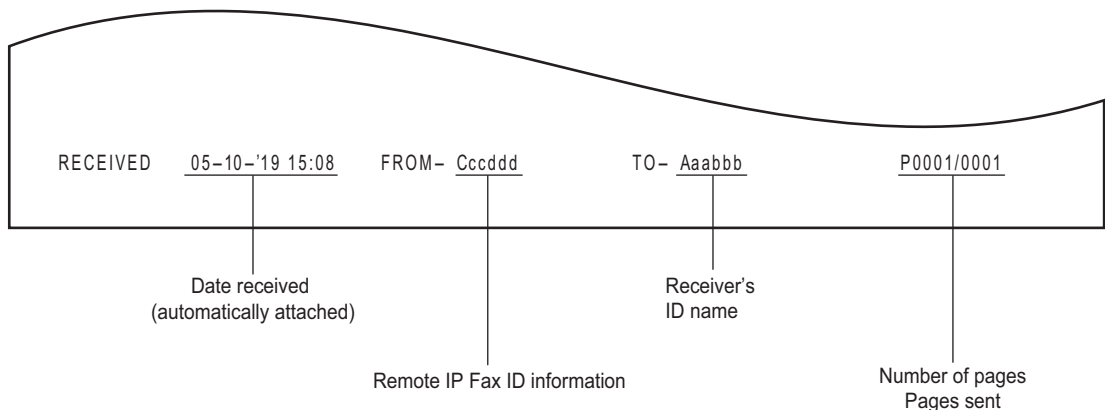 RECEIVED 05–10–'19 15:08 FROM– Cccddd TO– Aaabbb P0001/0001
Date received
(automatically attached)
Receiver's
ID name
Remote IP Fax ID information
Number of pages
Pages sent